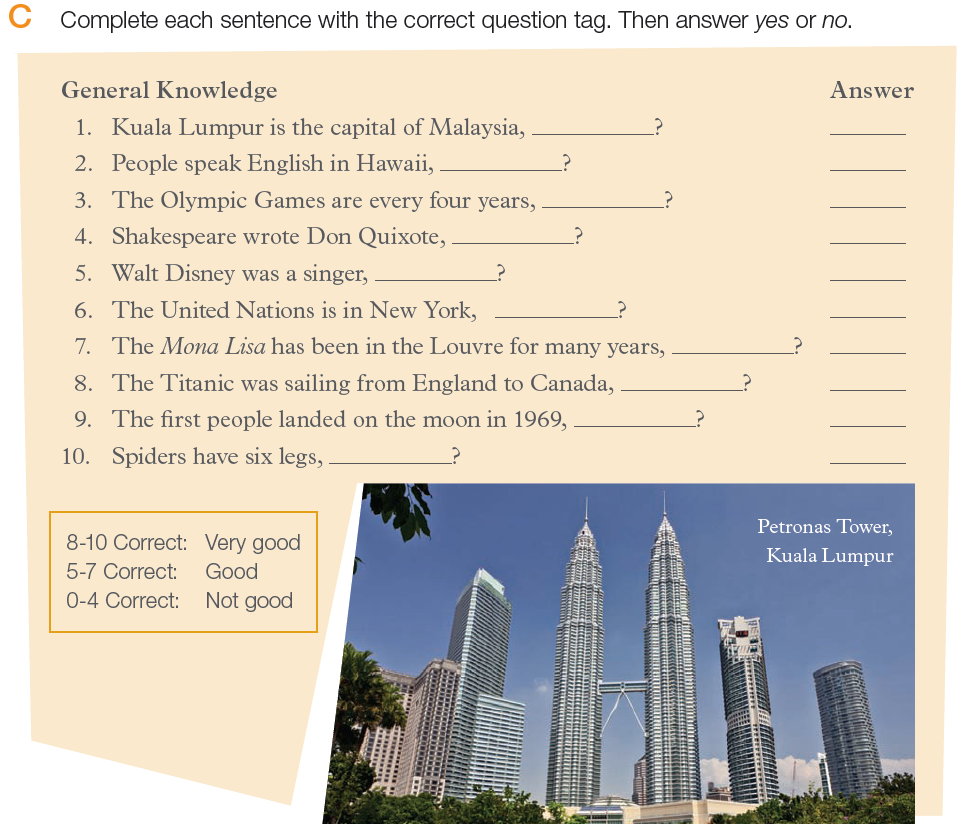 C Complete each sentence with the correct question tag. Then answer yes or no.
General Knowledge Answer
1. Kuala Lumpur is the capital of Malaysia, __________? ______
2. People speak English in Hawaii, __________? ______
3. The Olympic Games are every four years, __________? ______
4. Shakespeare wrote Don Quixote, __________? ______
5. Walt Disney was a singer, __________? ______
6. The United Nations is in New York, __________? ______
7. The Mona Lisa has been in the Louvre for many years, __________? ______
8. The Titanic was sailing from England to Canada, __________? ______
9. The first people landed on the moon in 1969, __________? ______
10. Spiders have six legs, __________? ______
8-10 Correct: Very good
5-7 Correct: Good
0-4 Correct: Not good
Petronas Tower,
Kuala Lumpur